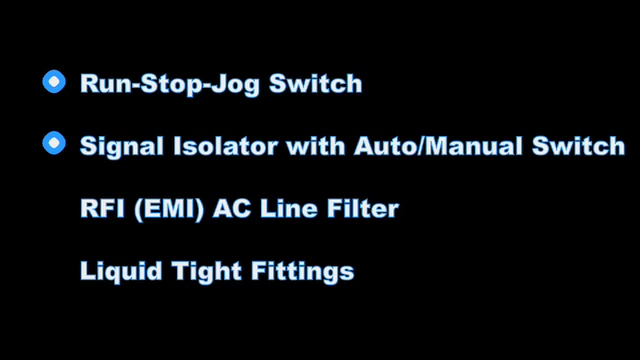 Run-Stop-Jog Switch
Signal Isolator with Auto/Manual Switch
RFI (EMI) AC Line Filter
Liquid Tight Fittings